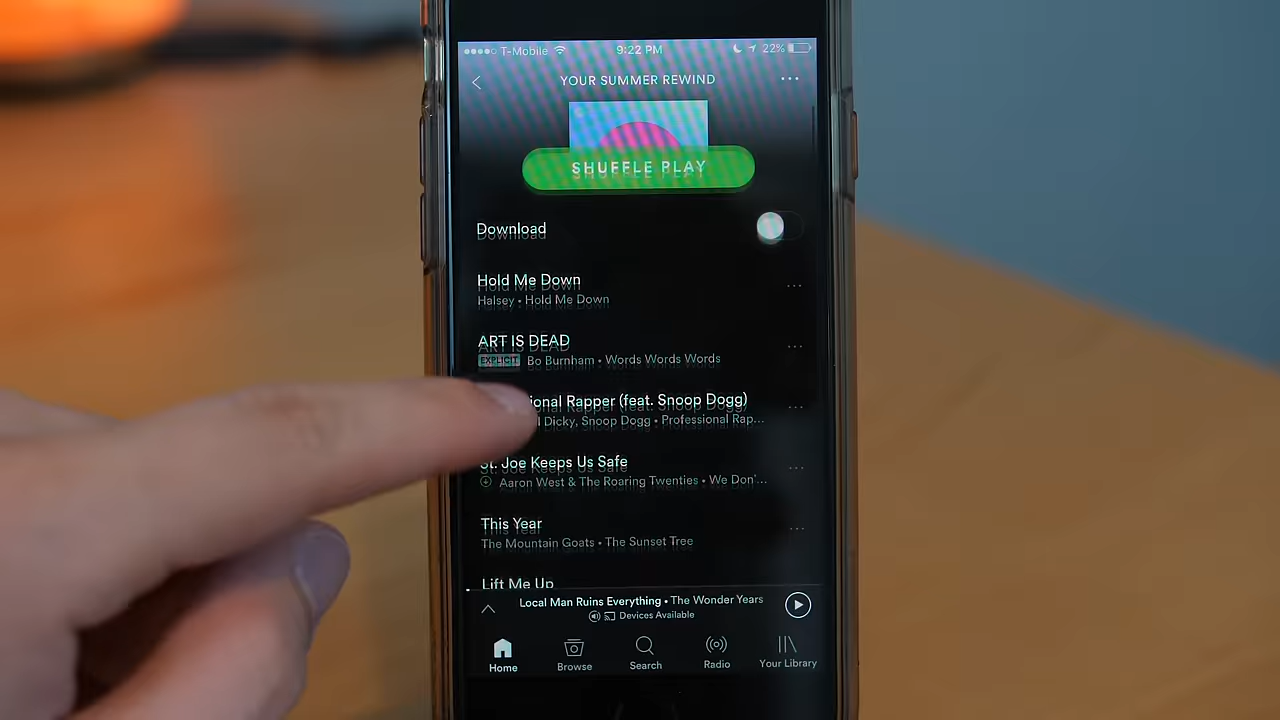 T-Mobile 9:22 PM 22%
YOUR SUMMER REWIND
SHUFFLE PLAY
Download
Hold Me Down
Halsey • Hold Me Down
ART IS DEAD
EXPLICIT Bo Burnham • Words Words Words
ional Rapper (feat. Snoop Dogg)
Dicky, Snoop Dogg • Professional Rap...
St. Joe Keeps Us Safe
Aaron West & The Roaring Twenties • We Don'...
This Year
The Mountain Goats • The Sunset Tree
Lift Me Up
Local Man Ruins Everything • The Wonder Years
Devices Available
Home Browse Search Radio Your Library